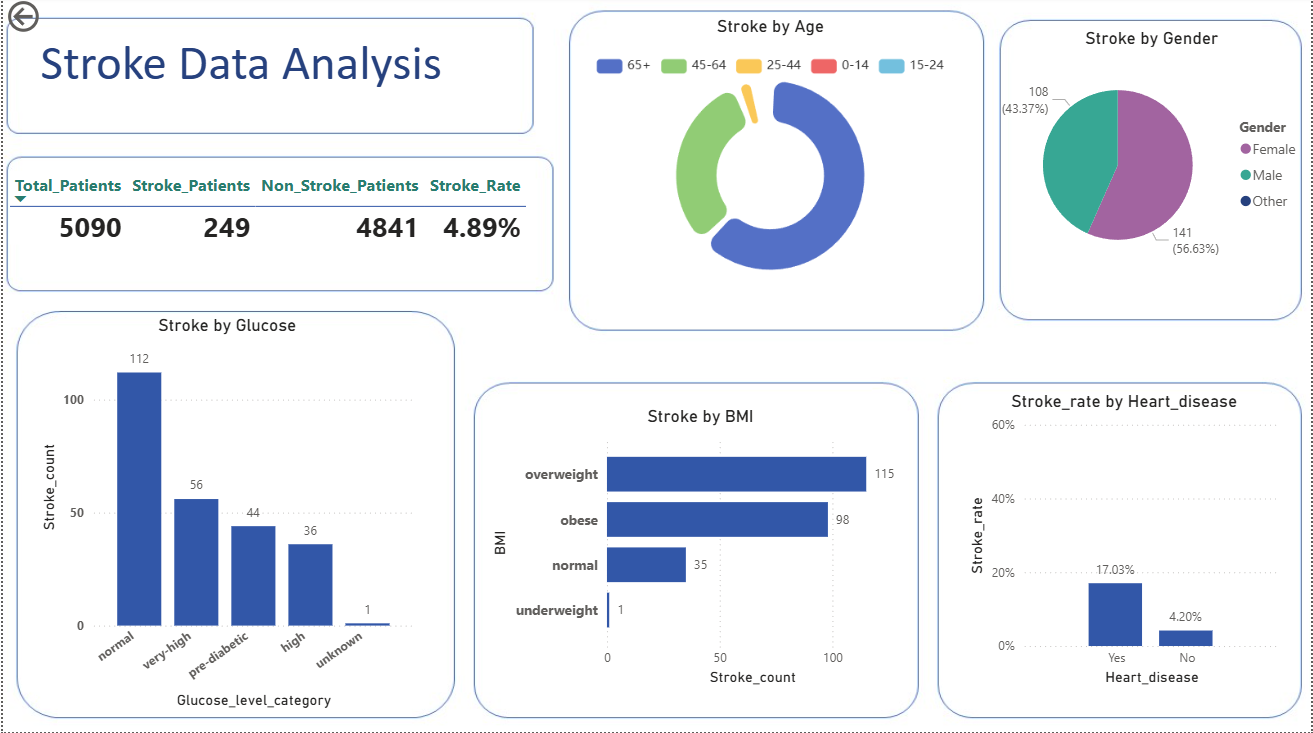 Stroke Data Analysis
Total_Patients Stroke_Patients Non_Stroke_Patients Stroke_Rate
5090 249 4841 4.89%
Stroke by Age
65+ 45-64 25-44 0-14 15-24
Stroke by Gender
108
(43.37%)
141
(56.63%)
Gender
Female
Male
Other
Stroke by Glucose
Stroke_count
100
50
0
112
56
44
36
1
normal
very-high
pre-diabetic
high
unknown
Glucose_level_category
Stroke by BMI
BMI
overweight 115
obese 98
normal 35
underweight 1
0 50 100
Stroke_count
Stroke_rate by Heart_disease
Stroke_rate
60%
40%
20%
0%
17.03%
4.20%
Yes No
Heart_disease